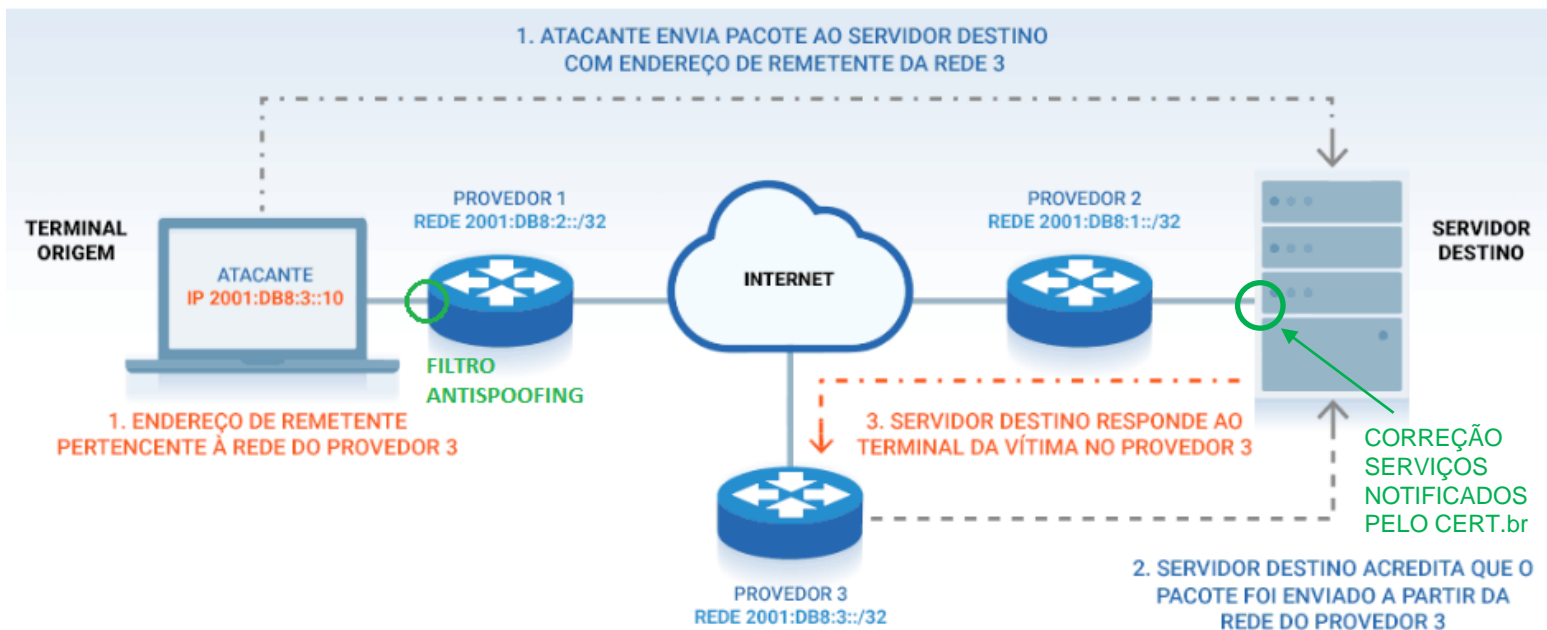 1. ATACANTE ENVIA PACOTE AO SERVIDOR DESTINO
COM ENDEREÇO DE REMETENTE DA REDE 3
TERMINAL
ORIGEM
ATACANTE
IP 2001:DB8:3::10
PROVEDOR 1
REDE 2001:DB8:2::/32
FILTRO
ANTISPOOFING
1. ENDEREÇO DE REMETENTE
PERTENCENTE À REDE DO PROVEDOR 3
INTERNET
PROVEDOR 2
REDE 2001:DB8:1::/32
SERVIDOR
DESTINO
3. SERVIDOR DESTINO RESPONDE AO
TERMINAL DA VÍTIMA NO PROVEDOR 3
CORREÇÃO
SERVIÇOS
NOTIFICADOS
PELO CERT.br
PROVEDOR 3
REDE 2001:DB8:3::/32
2. SERVIDOR DESTINO ACREDITA QUE O
PACOTE FOI ENVIADO A PARTIR DA
REDE DO PROVEDOR 3